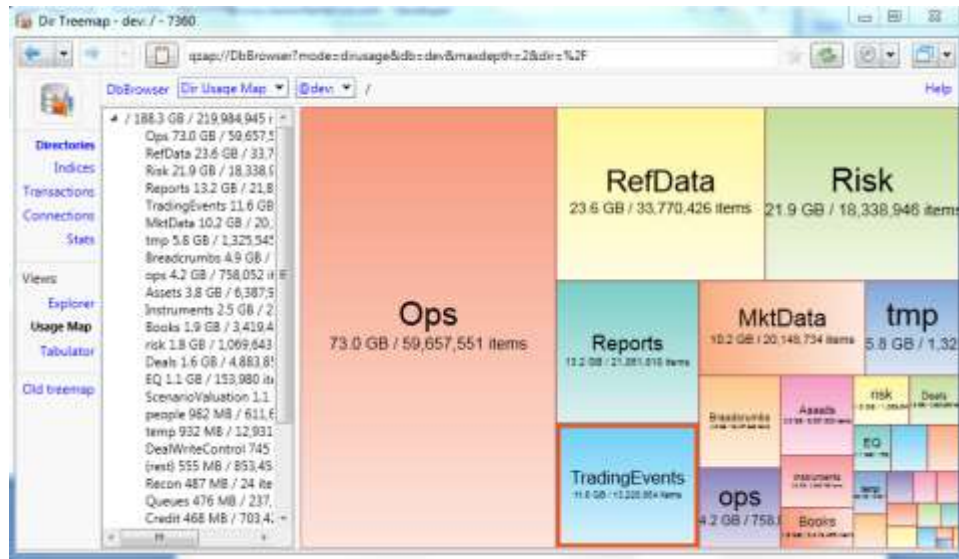 Dir Treemap - dev: / - 7360
qzap://DbBrowser?mode=dirusage&db=dev&maxdepth=2&dir=%2F
DbBrowser Dir Usage Map @dev: / Help
Directories
Indices
Transactions
Connections
Stats
Views:
Explorer
Usage Map
Tabulator
Old treemap
/ 188.3 GB / 219,984,945 i
Ops 73.0 GB / 59,657,5
RefData 23.6 GB / 33,7
Risk 21.9 GB / 18,338,9
Reports 13.2 GB / 21,8
TradingEvents 11.6 GB
MktData 10.2 GB / 20,
tmp 5.8 GB / 1,325,545
Breadcrumbs 4.9 GB /
ops 4.2 GB / 758,052 it
Assets 3.8 GB / 6,387,9
Instruments 2.5 GB / 2
Books 1.9 GB / 3,419,4
risk 1.8 GB / 1,069,643
Deals 1.6 GB / 4,883,8
EQ 1.1 GB / 153,980 it
ScenarioValuation 1.1
people 982 MB / 611,6
temp 932 MB / 12,931
DealWriteControl 745
(rest) 555 MB / 853,45
Recon 487 MB / 24 ite
Queues 476 MB / 237,
Credit 468 MB / 703,4
Ops
73.0 GB / 59,657,551 items
RefData
23.6 GB / 33,770,426 items
Risk
21.9 GB / 18,338,946 items
Reports
MktData
10.2 GB / 20,148,734 items
tmp
5.8 GB / 1,32
TradingEvents
Breadcrumbs
Assets
risk
Deals
EQ
Instruments
temp
ops
4.2 GB / 758,
Books